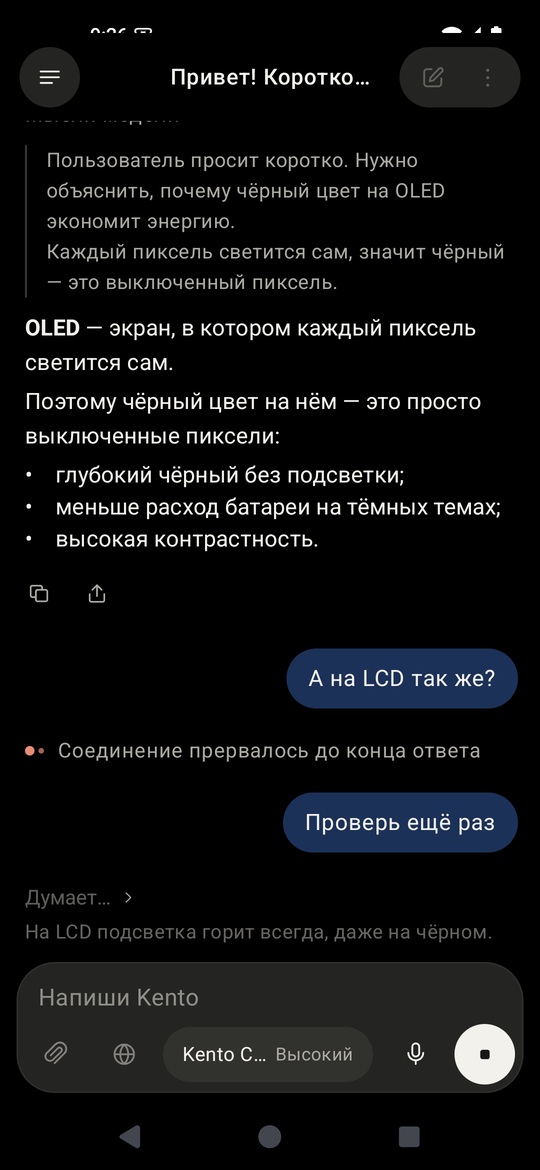 Привет! Коротко…
Пользователь просит коротко. Нужно
объяснить, почему чёрный цвет на OLED
экономит энергию.
Каждый пиксель светится сам, значит чёрный
— это выключенный пиксель.
OLED — экран, в котором каждый пиксель
светится сам.
Поэтому чёрный цвет на нём — это просто
выключенные пиксели:
• глубокий чёрный без подсветки;
• меньше расход батареи на тёмных темах;
• высокая контрастность.
А на LCD так же?
Соединение прервалось до конца ответа
Проверь ещё раз
Думает…
На LCD подсветка горит всегда, даже на чёрном.
Напиши Kento
Kento C… Высокий